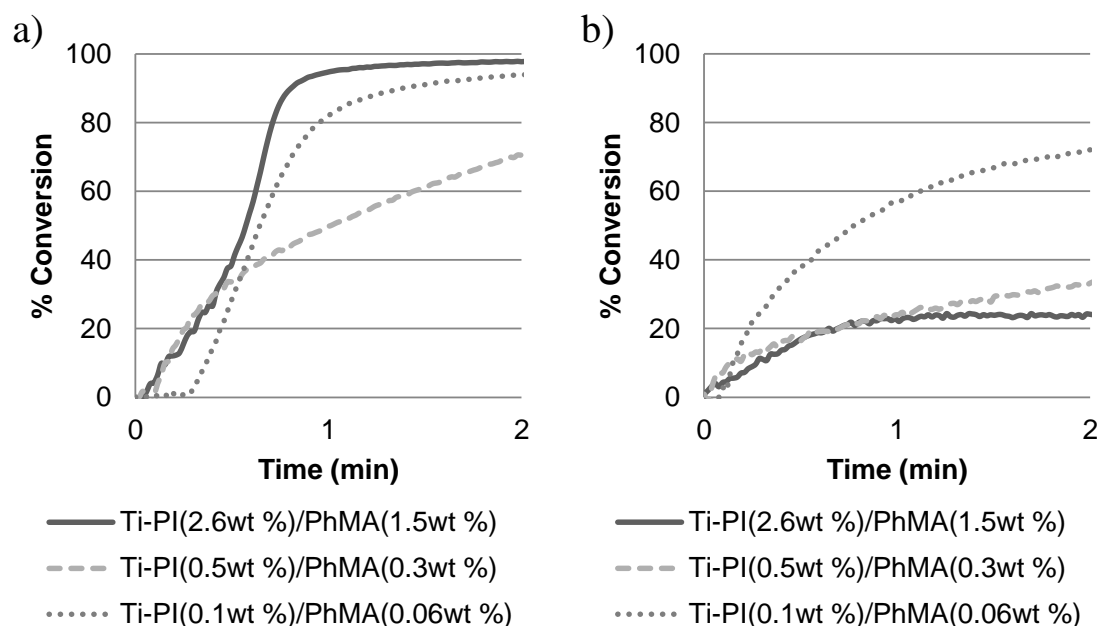 a)
% Conversion
100
80
60
40
20
0
0 1 2
Time (min)
Ti-PI(2.6wt %)/PhMA(1.5wt %)
Ti-PI(0.5wt %)/PhMA(0.3wt %)
Ti-PI(0.1wt %)/PhMA(0.06wt %)
b)
% Conversion
100
80
60
40
20
0
0 1 2
Time (min)
Ti-PI(2.6wt %)/PhMA(1.5wt %)
Ti-PI(0.5wt %)/PhMA(0.3wt %)
Ti-PI(0.1wt %)/PhMA(0.06wt %)